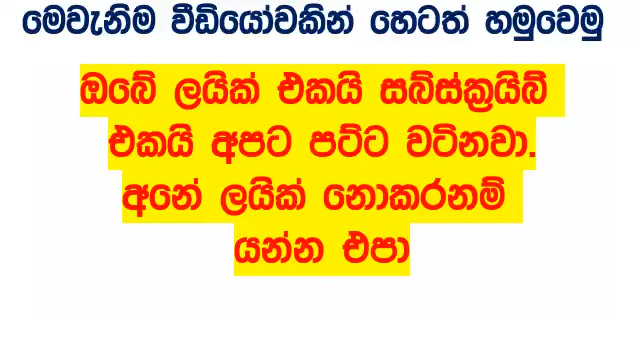 මෙවැනිම වීඩියෝවකින් හෙටත් හමුවෙමු
ඔබේ ලයික් එකයි සබ්ස්ක්‍රයිබ්
එකයි අපට පට්ට වටිනවා.
අනේ ලයික් නොකරනම්
යන්න එපා